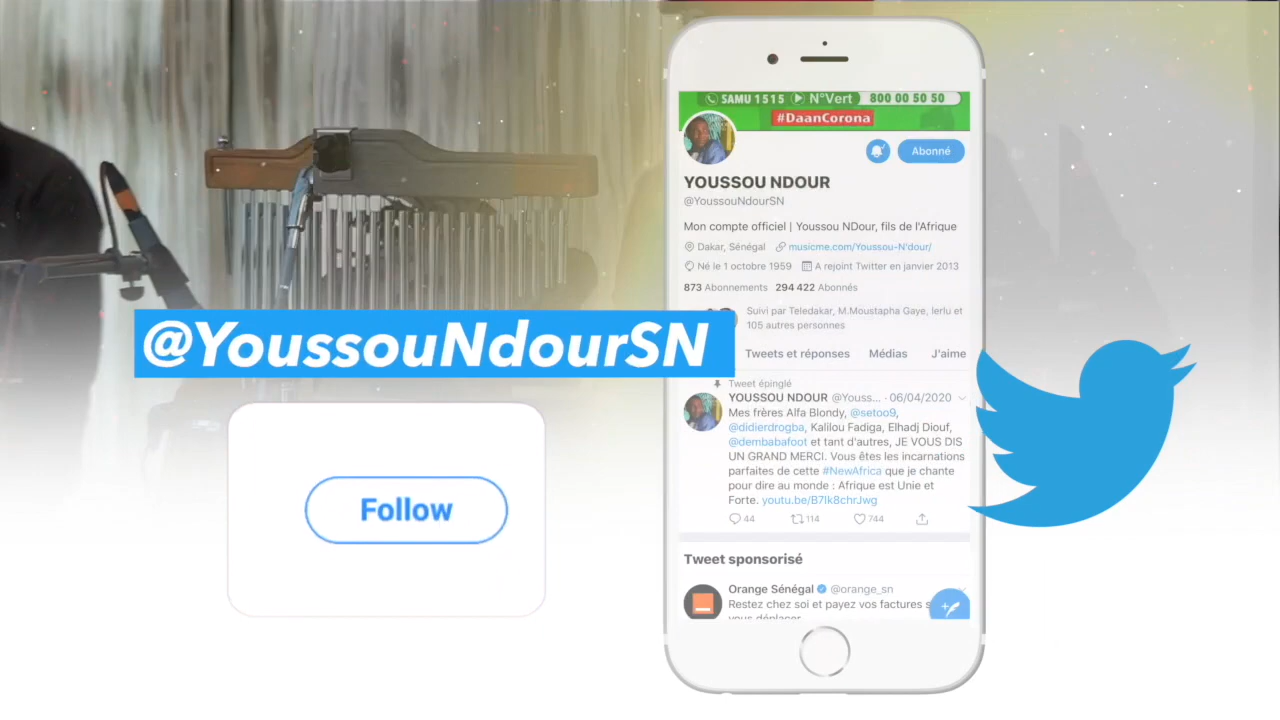 SAMU 1515 N°Vert 800 00 50 50
#DaanCorona
Abonné
YOUSSOU NDOUR
@YoussouNdourSN
Mon compte officiel | Youssou NDour, fils de l'Afrique
Dakar, Sénégal musicme.com/Youssou-N'dour/
Né le 1 octobre 1959 A rejoint Twitter en janvier 2013
873 Abonnements 294 422 Abonnés
Suivi par Teledakar, M.Moustapha Gaye, lerlu et
105 autres personnes
@YoussouNdourSN
Tweets et réponses Médias J'aime
Tweet épinglé
YOUSSOU NDOUR @Youss... · 06/04/2020
Mes frères Alfa Blondy, @setoo9,
@didierdrogba, Kalilou Fadiga, Elhadj Diouf,
@dembabafoot et tant d'autres, JE VOUS DIS
UN GRAND MERCI. Vous êtes les incarnations
parfaites de cette #NewAfrica que je chante
pour dire au monde : Afrique est Unie et
Forte. youtu.be/B7Ik8chrJwg
44 114 744
Follow
Tweet sponsorisé
Orange Sénégal @orange_sn
Restez chez soi et payez vos factures s
vous déplacer